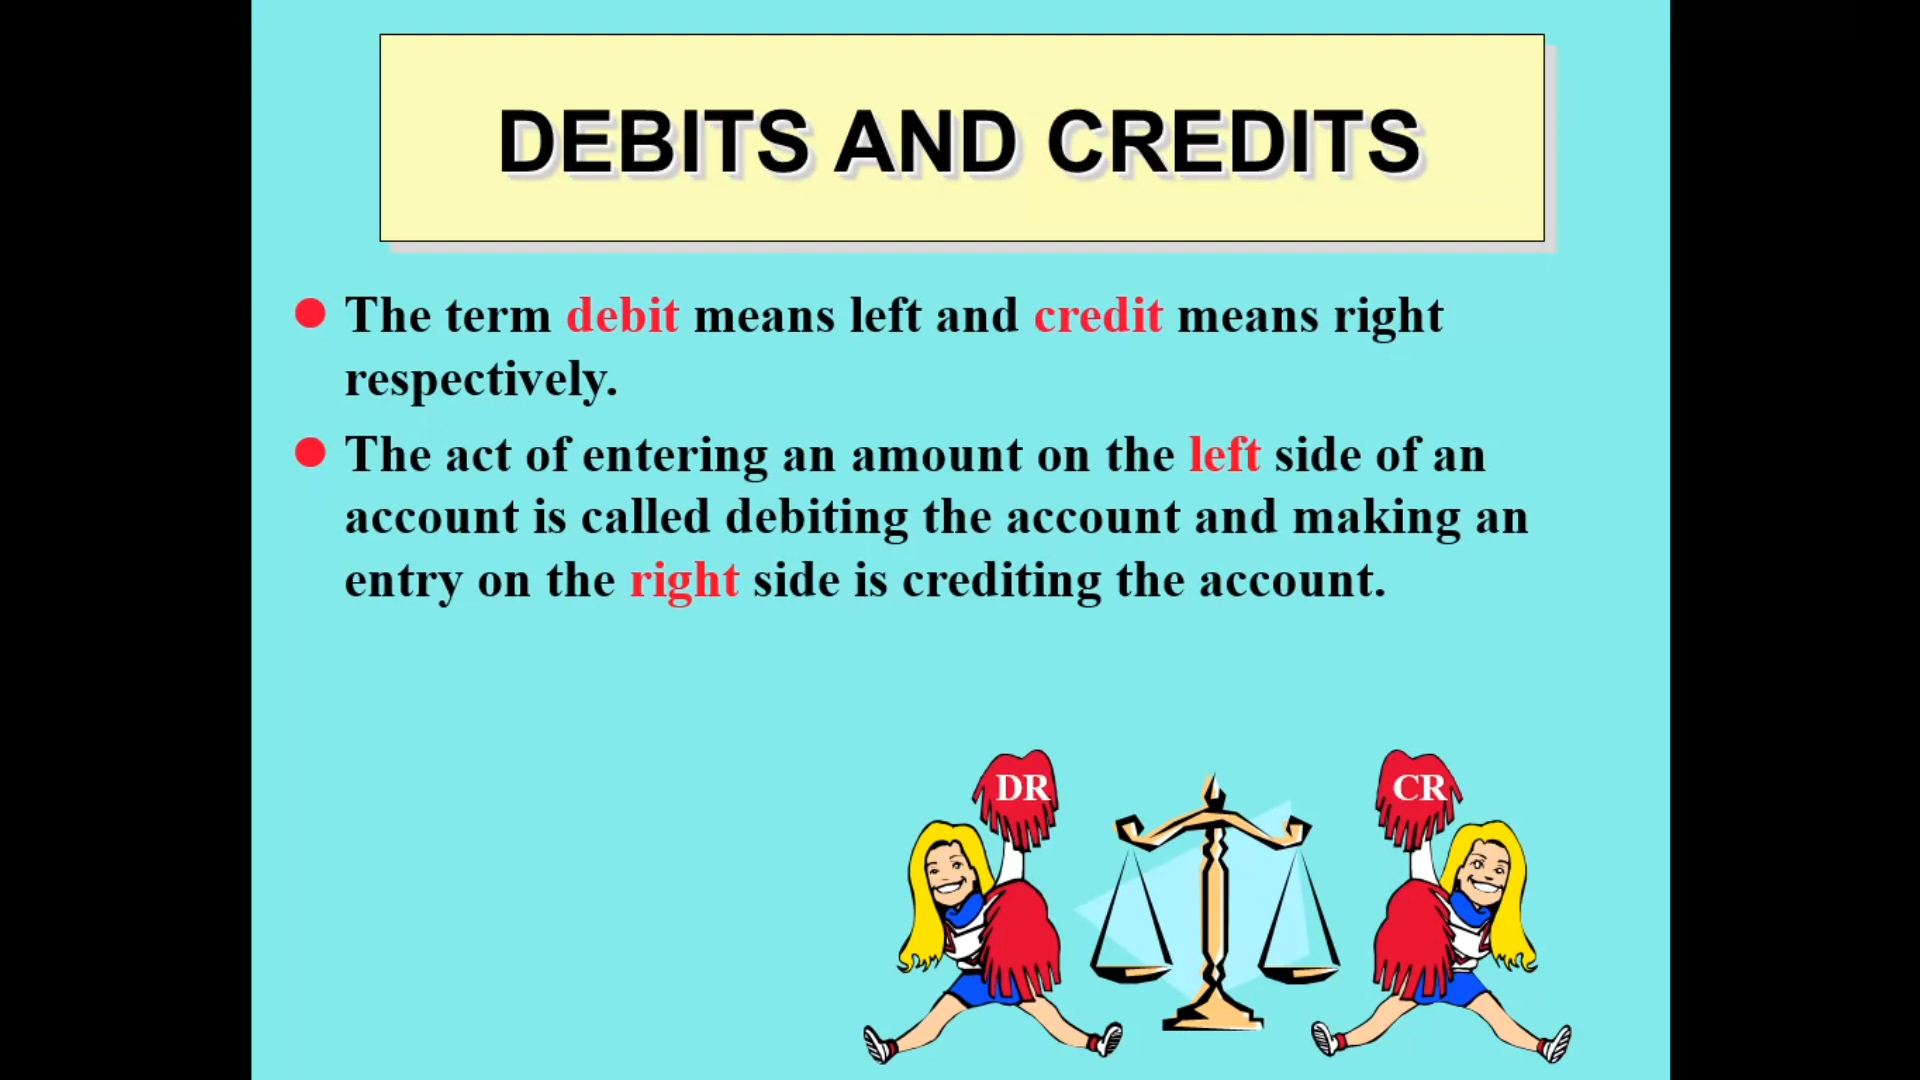 DEBITS AND CREDITS
The term debit means left and credit means right
respectively.
The act of entering an amount on the left side of an
account is called debiting the account and making an
entry on the right side is crediting the account.
DR
CR